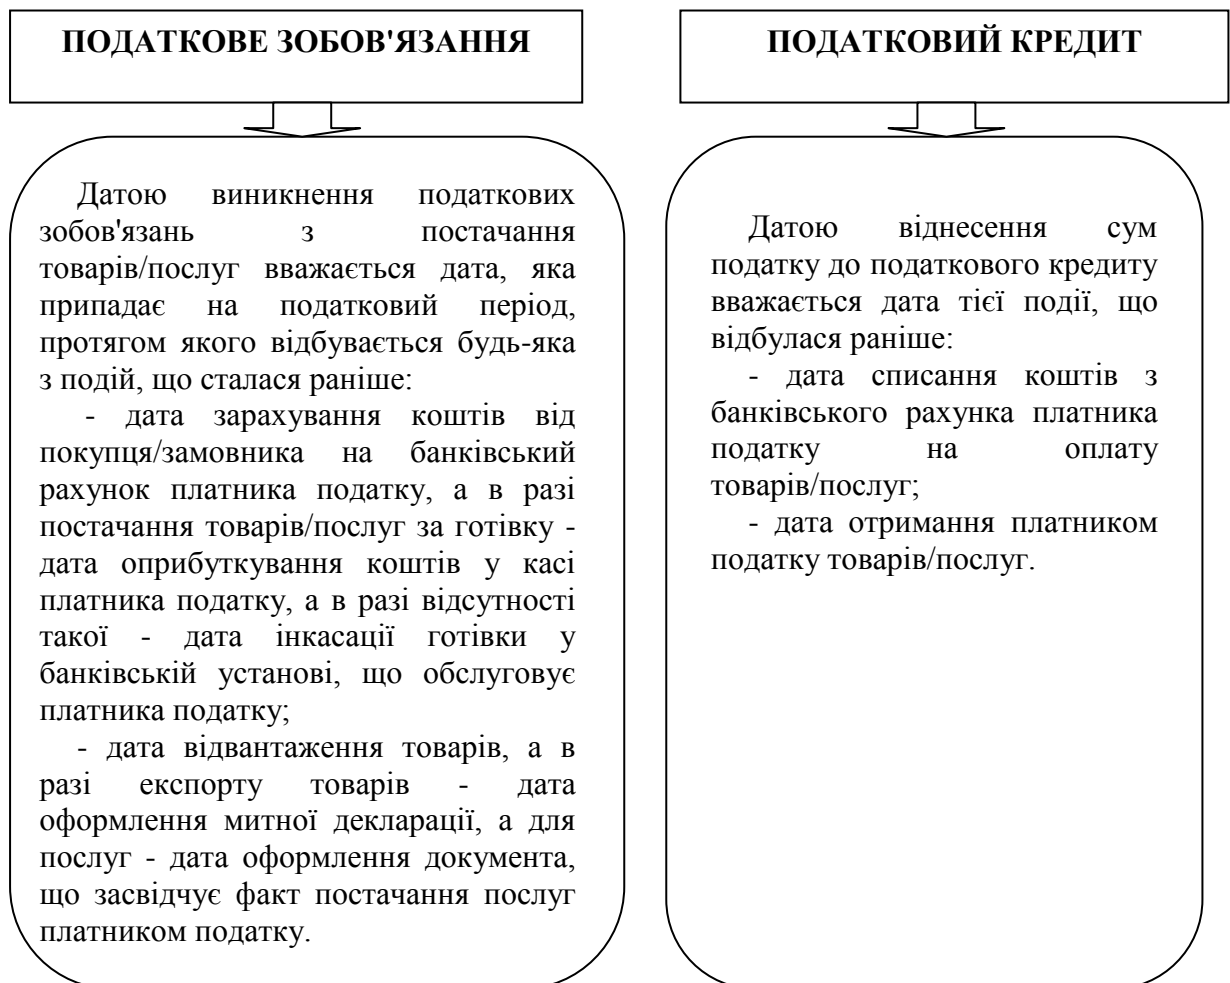 ПОДАТКОВЕ ЗОБОВ'ЯЗАННЯ
Датою виникнення податкових
зобов'язань з постачання
товарів/послуг вважається дата, яка
припадає на податковий період,
протягом якого відбувається будь-яка
з подій, що сталася раніше:
- дата зарахування коштів від
покупця/замовника на банківський
рахунок платника податку, а в разі
постачання товарів/послуг за готівку -
дата оприбуткування коштів у касі
платника податку, а в разі відсутності
такої - дата інкасації готівки у
банківській установі, що обслуговує
платника податку;
- дата відвантаження товарів, а в
разі експорту товарів - дата
оформлення митної декларації, а для
послуг - дата оформлення документа,
що засвідчує факт постачання послуг
платником податку.
ПОДАТКОВИЙ КРЕДИТ
Датою віднесення сум
податку до податкового кредиту
вважається дата тієї події, що
відбулася раніше:
- дата списання коштів з
банківського рахунка платника
податку на оплату
товарів/послуг;
- дата отримання платником
податку товарів/послуг.